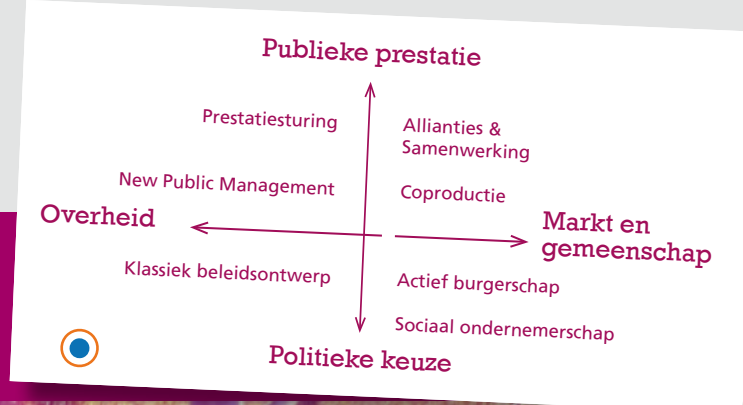 Publieke prestatie
Prestatiesturing
Allianties &
Samenwerking
New Public Management
Coproductie
Overheid
Markt en
gemeenschap
Klassiek beleidsontwerp
Actief burgerschap
Sociaal ondernemerschap
Politieke keuze